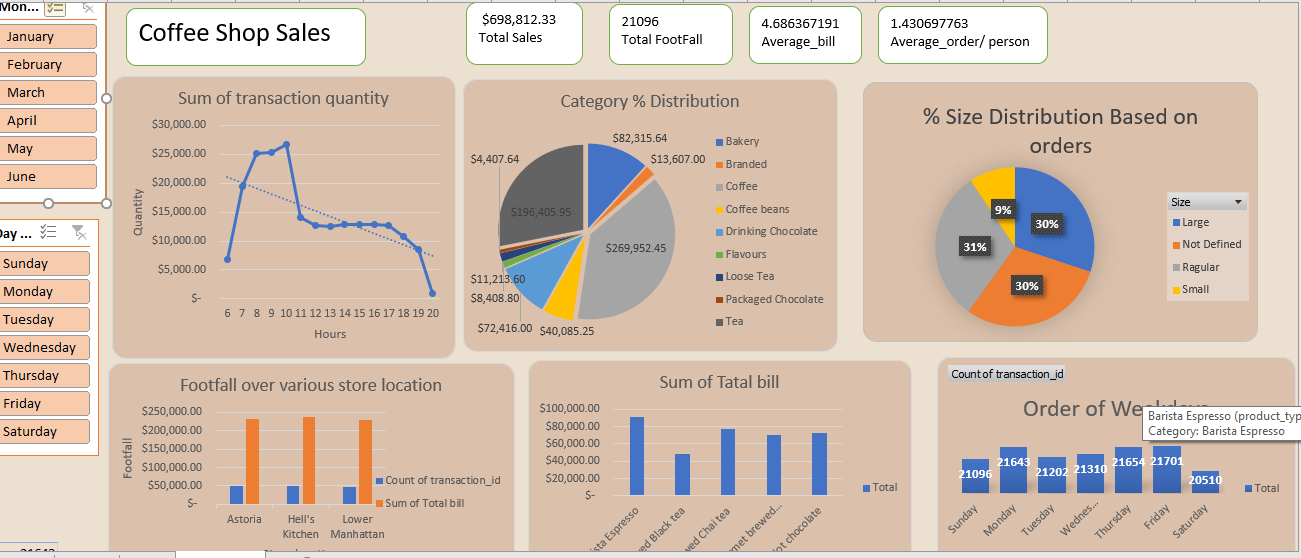 Mon...
January
February
March
April
May
June
Day ...
Sunday
Monday
Tuesday
Wednesday
Thursday
Friday
Saturday
Coffee Shop Sales
$698,812.33
Total Sales
21096
Total FootFall
4.686367191
Average_bill
1.430697763
Average_order/ person
Sum of transaction quantity
Quantity
$30,000.00
$25,000.00
$20,000.00
$15,000.00
$10,000.00
$5,000.00
$-
6 7 8 9 10 11 12 13 14 15 16 17 18 19 20
Hours
Category % Distribution
$82,315.64
$13,607.00
$269,952.45
$40,085.25
$72,416.00
$8,408.80
$11,213.60
$4,407.64
$196,405.95
Bakery
Branded
Coffee
Coffee beans
Drinking Chocolate
Flavours
Loose Tea
Packaged Chocolate
Tea
% Size Distribution Based on
orders
30%
30%
31%
9%
Size
Large
Not Defined
Ragular
Small
Footfall over various store location
Footfall
$250,000.00
$200,000.00
$150,000.00
$100,000.00
$50,000.00
$-
Astoria
Hell's
Kitchen
Lower
Manhattan
Count of transaction_id
Sum of Total bill
Sum of Tatal bill
$100,000.00
$80,000.00
$60,000.00
$40,000.00
$20,000.00
$-
sta Espresso
ed Black tea
wed Chai tea
met brewed...
ot chocolate
Total
Count of transaction_id
Order of Weekdays
Barista Espresso (product_typ
Category: Barista Espresso
21096
21643
21202
21310
21654
21701
20510
Sunday
Monday
Tuesday
Wednes...
Thursday
Friday
Saturday
Total